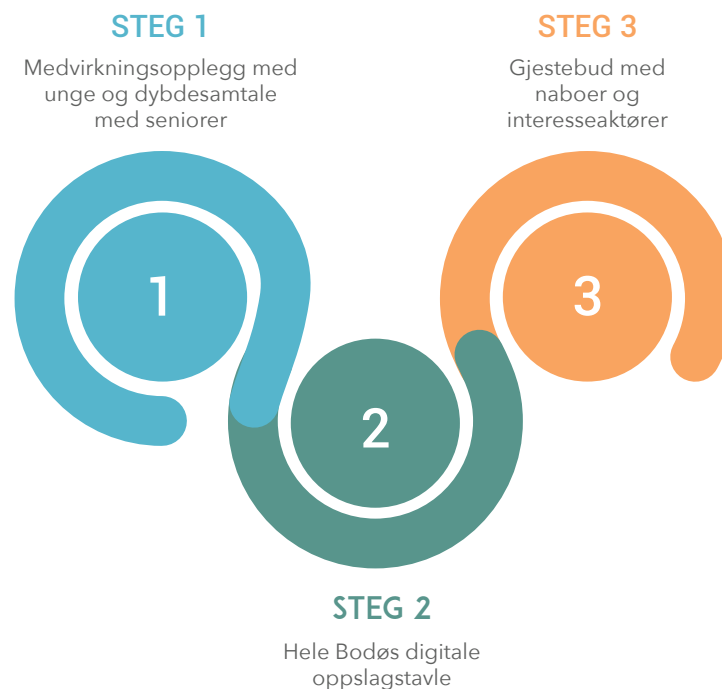 STEG 1
Medvirkningsopplegg med
unge og dybdesamtale
med seniorer
1
STEG 2
Hele Bodøs digitale
oppslagstavle
2
STEG 3
Gjestebud med
naboer og
interesseaktører
3